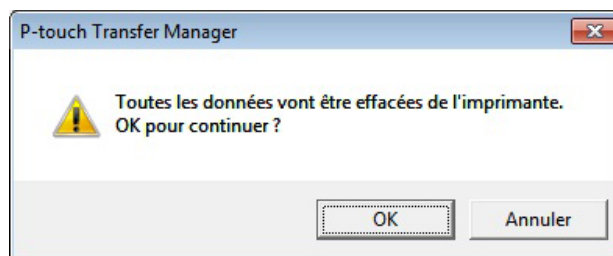 P-touch Transfer Manager
Toutes les données vont être effacées de l'imprimante.
OK pour continuer ?
OK
Annuler